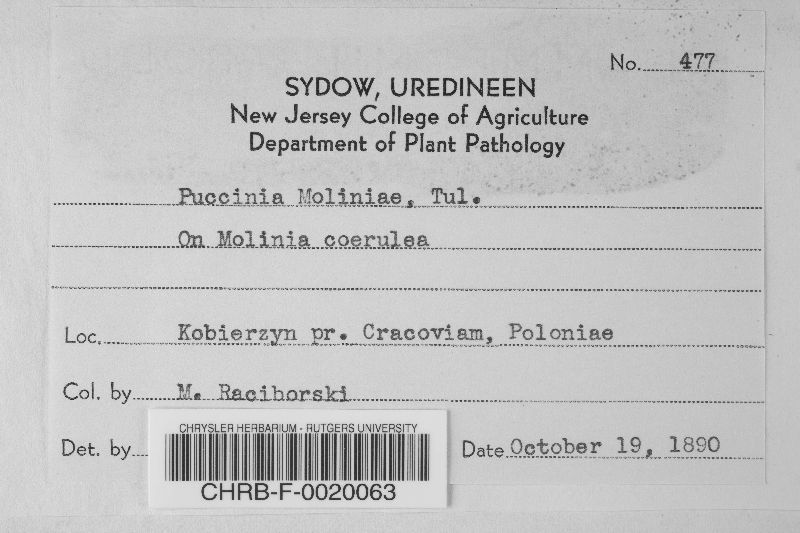 No. 477
SYDOW, UREDINEEN
New Jersey College of Agriculture
Department of Plant Pathology
Puccinia Moliniae, Tul.
On Molinia coerulea
Loc. Kobierzyn pr. Cracoviam, Poloniae
Col. by M. Raciborski
Det. by
Date October 19, 1890
CHRYSLER HERBARIUM - RUTGERS UNIVERSITY
CHRB-F-0020063